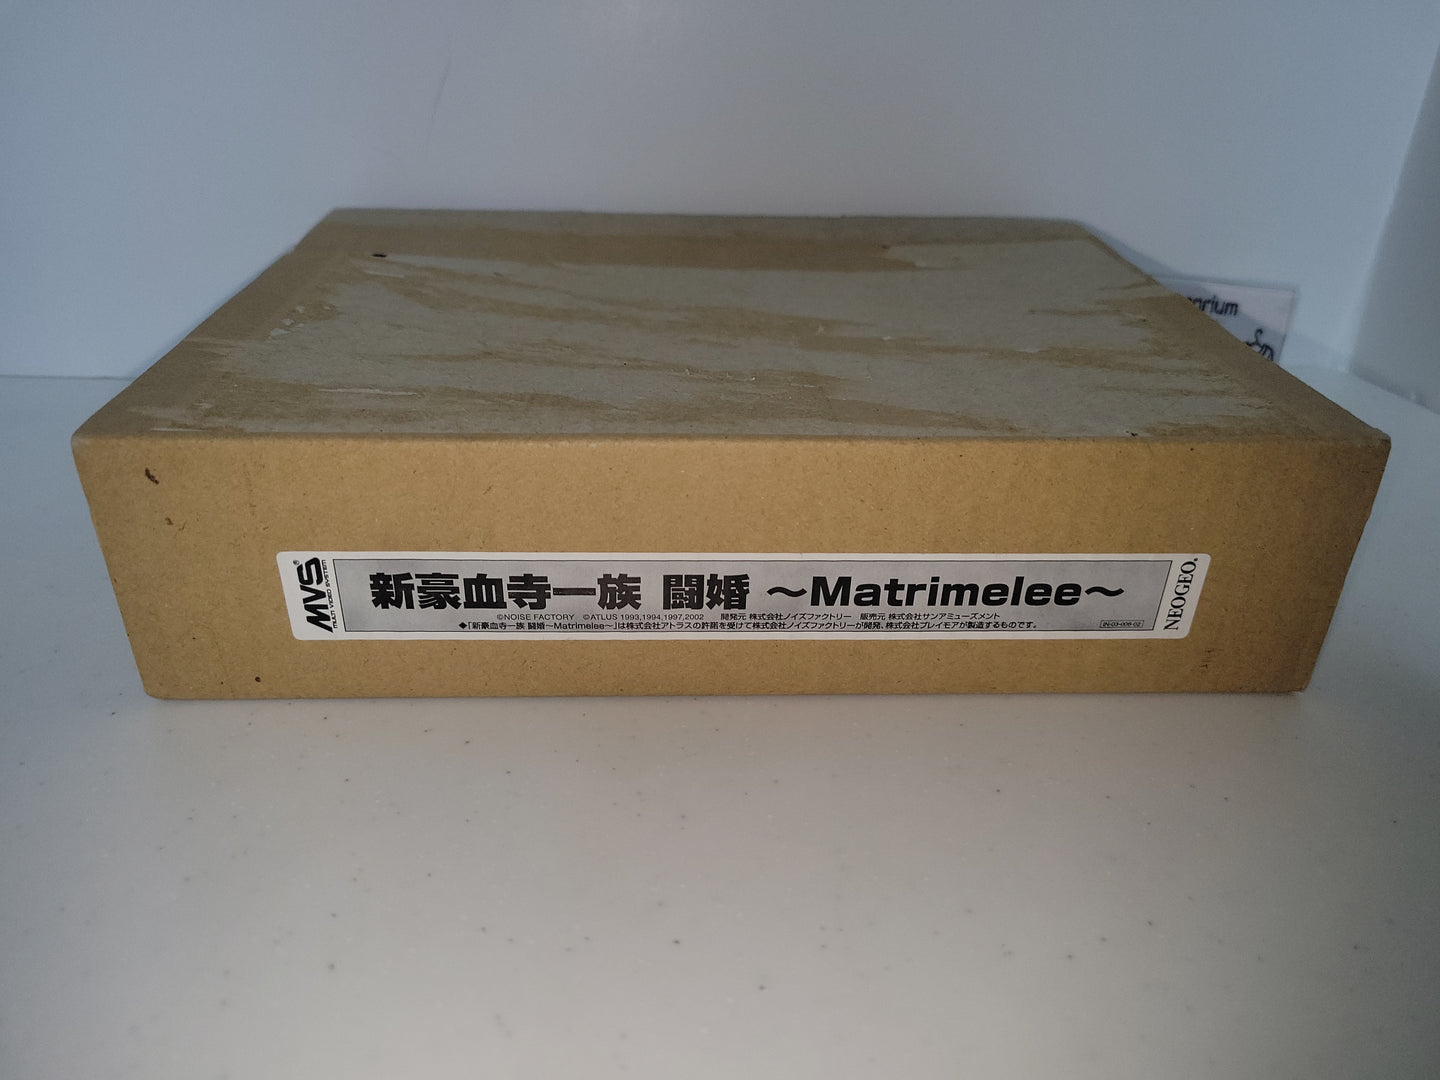 MVS®
MULTI VIDEO SYSTEM
新豪血寺一族 闘婚 〜Matrimelee〜
©NOISE FACTORY ©ATLUS 1993,1994,1997,2002 開発元 株式会社ノイズファクトリー 販売元 株式会社サンアミューズメント
◆「新豪血寺一族 闘婚〜Matrimelee〜」は株式会社アトラスの許諾を受けて株式会社ノイズファクトリーが開発、株式会社プレイモアが製造するものです。
IN-03-006-02
NEOGEO®